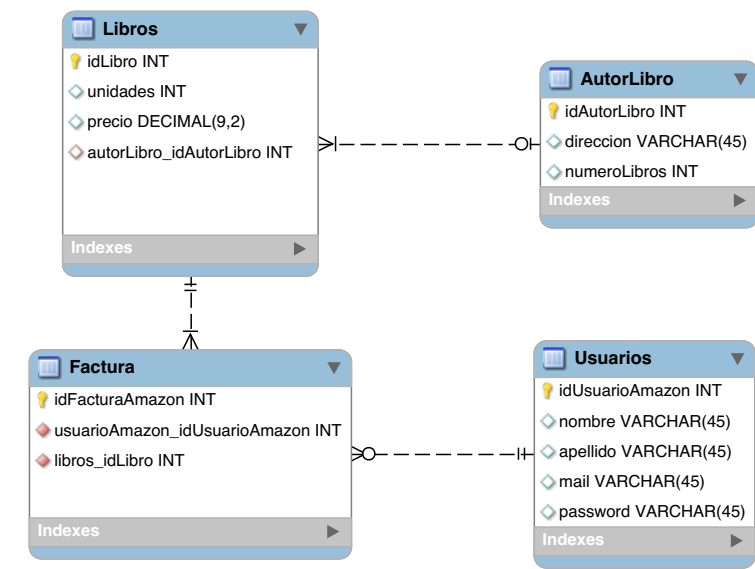 Libros
idLibro INT
unidades INT
precio DECIMAL(9,2)
autorLibro_idAutorLibro INT
Indexes
AutorLibro
idAutorLibro INT
direccion VARCHAR(45)
numeroLibros INT
Indexes
Factura
idFacturaAmazon INT
usuarioAmazon_idUsuarioAmazon INT
libros_idLibro INT
Indexes
Usuarios
idUsuarioAmazon INT
nombre VARCHAR(45)
apellido VARCHAR(45)
mail VARCHAR(45)
password VARCHAR(45)
Indexes